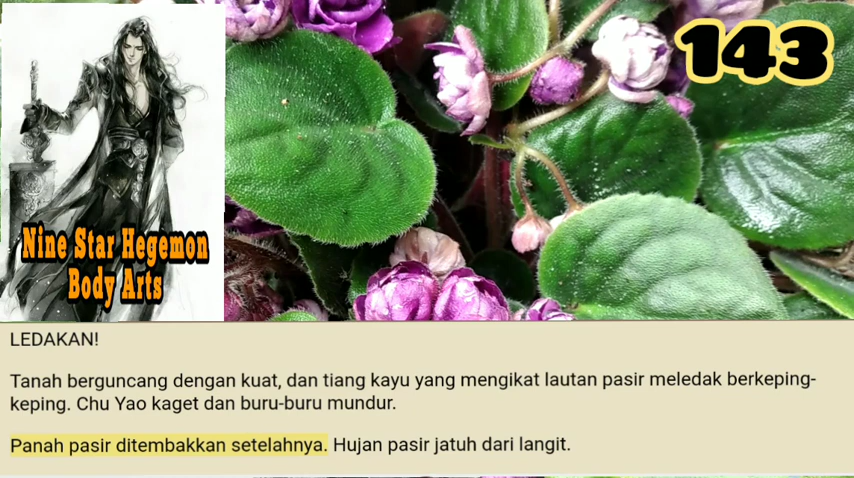 143
Nine Star Hegemon
Body Arts
LEDAKAN!
Tanah berguncang dengan kuat, dan tiang kayu yang mengikat lautan pasir meledak berkeping-
keping. Chu Yao kaget dan buru-buru mundur.
Panah pasir ditembakkan setelahnya. Hujan pasir jatuh dari langit.